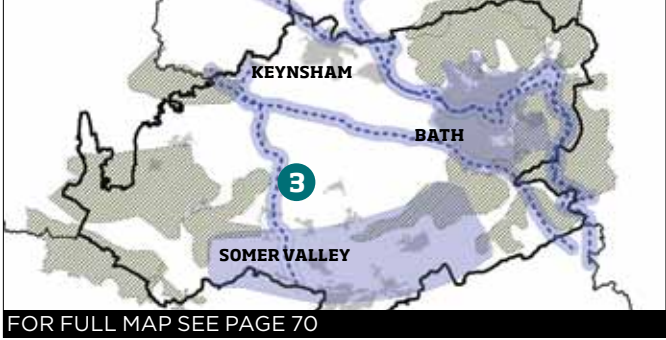 KEYNSHAM
BATH
3
SOMER VALLEY
FOR FULL MAP SEE PAGE 70